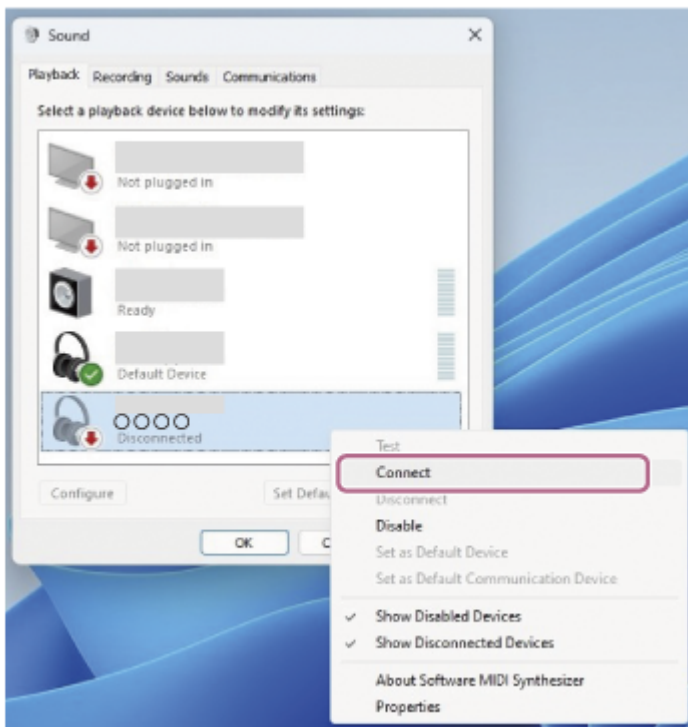 Sound
Playback Recording Sounds Communications
Select a playback device below to modify its settings:
Not plugged in
Not plugged in
Ready
Default Device
○○○○
Disconnected
Configure
Set Defau
OK
C
Test
Connect
Disconnect
Disable
Set as Default Device
Set as Default Communication Device
✓ Show Disabled Devices
✓ Show Disconnected Devices
About Software MIDI Synthesizer
Properties